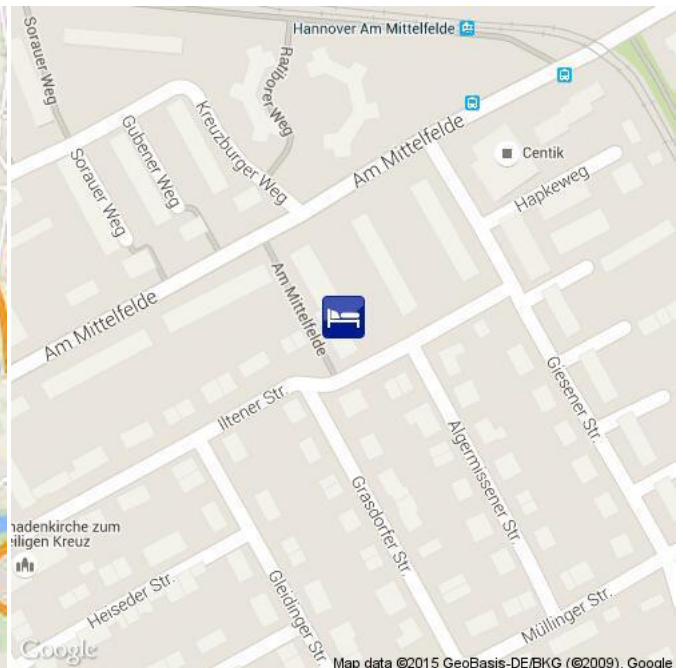 Hannover Am Mittelfelde
Sorauer Weg
Ratiborer Weg
Gubener Weg
Kreuzburger Weg
Sorauer Weg
Am Mittelfelde
Centik
Hapkeweg
Am Mittelfelde
Am Mittelfelde
Iltener Str.
Giesener Str.
Algermissener Str.
Grasdorfer Str.
nadenkirche zum
eiligen Kreuz
Heiseder Str.
Gleidinger Str.
Müllinger Str.
Google
Map data ©2015 GeoBasis-DE/BKG (©2009), Google